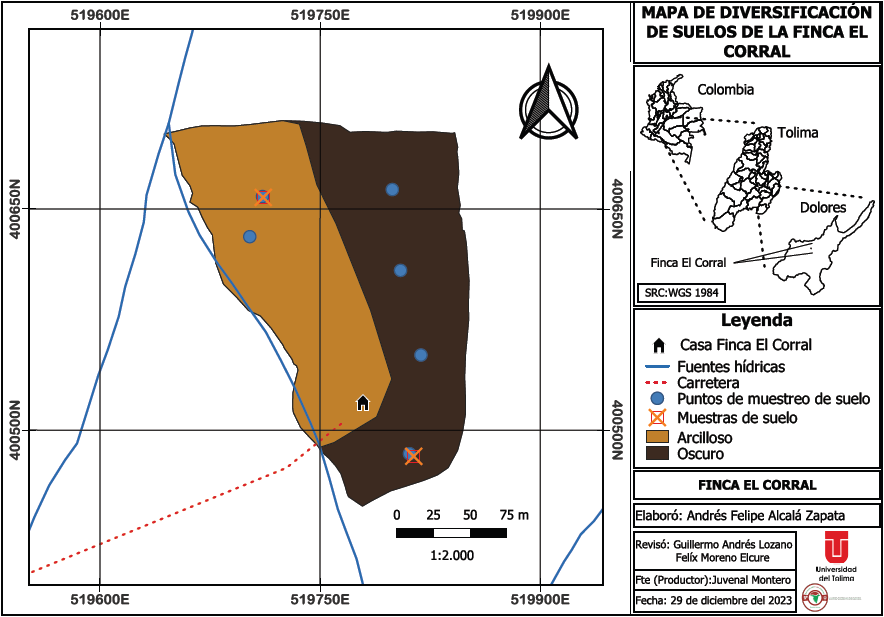 519600E
519750E
519900E
400650N
400650N
400500N
400500N
0 25 50 75 m
1:2.000
519600E
519750E
519900E
MAPA DE DIVERSIFICACIÓN
DE SUELOS DE LA FINCA EL
CORRAL
Colombia
Tolima
Dolores
Finca El Corral
SRC:WGS 1984
Leyenda
Casa Finca El Corral
Fuentes hídricas
Carretera
Puntos de muestreo de suelo
Muestras de suelo
Arcilloso
Oscuro
FINCA EL CORRAL
Elaboró: Andrés Felipe Alcalá Zapata
Revisó: Guillermo Andrés Lozano
Felíx Moreno Elcure
Fte (Productor):Juvenal Montero
Fecha: 29 de diciembre del 2023
Universidad
del Tolima